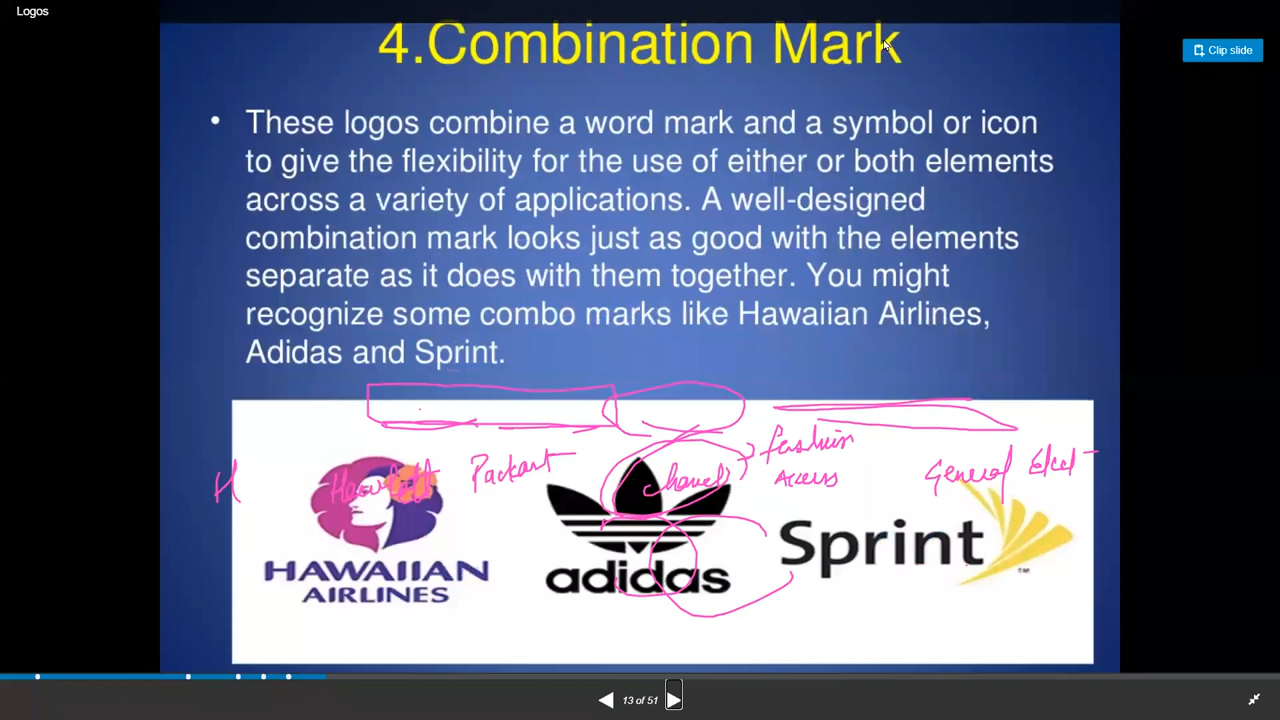 Logos
4.Combination Mark
Clip slide
• These logos combine a word mark and a symbol or icon
to give the flexibility for the use of either or both elements
across a variety of applications. A well-designed
combination mark looks just as good with the elements
separate as it does with them together. You might
recognize some combo marks like Hawaiian Airlines,
Adidas and Sprint.
H Packart Chanel fashion
Access
General
HAWAIIAN
AIRLINES
adidas
Sprint
TM
13 of 51